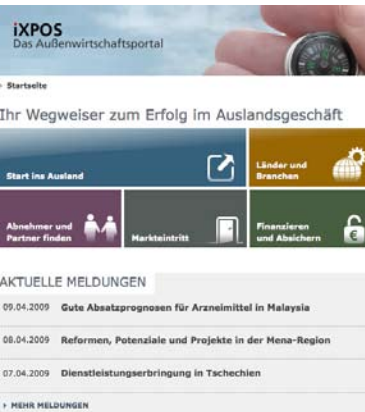 iXPOS
Das Außenwirtschaftsportal
Startseite
Ihr Wegweiser zum Erfolg im Auslandsgeschäft
Start ins Ausland
Länder und
Branchen
Abnehmer und
Partner finden
Markteintritt
Finanzieren
und Absichern
€
AKTUELLE MELDUNGEN
09.04.2009 Gute Absatzprognosen für Arzneimittel in Malaysia
08.04.2009 Reformen, Potenziale und Projekte in der Mena-Region
07.04.2009 Dienstleistungserbringung in Tschechien
MEHR MELDUNGEN